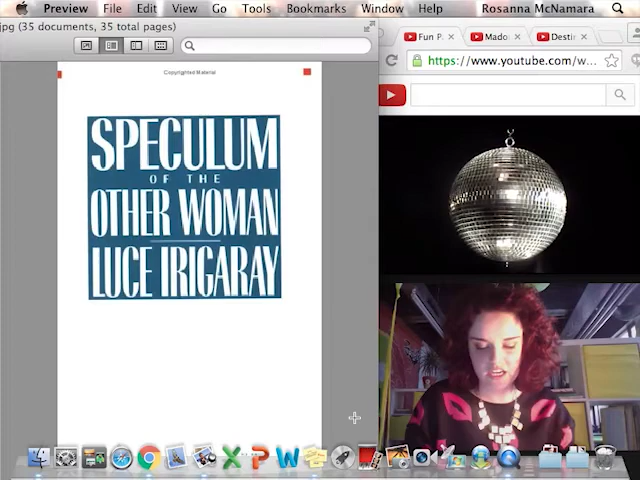 Preview File Edit View Go Tools Bookmarks Window Help Rosanna McNamara
jpg (35 documents, 35 total pages)
Fun P
Mado
Destin
https://www.youtube.com/w...
Copyrighted Material
SPECULUM
OF THE
OTHER WOMAN
LUCE IRIGARAY